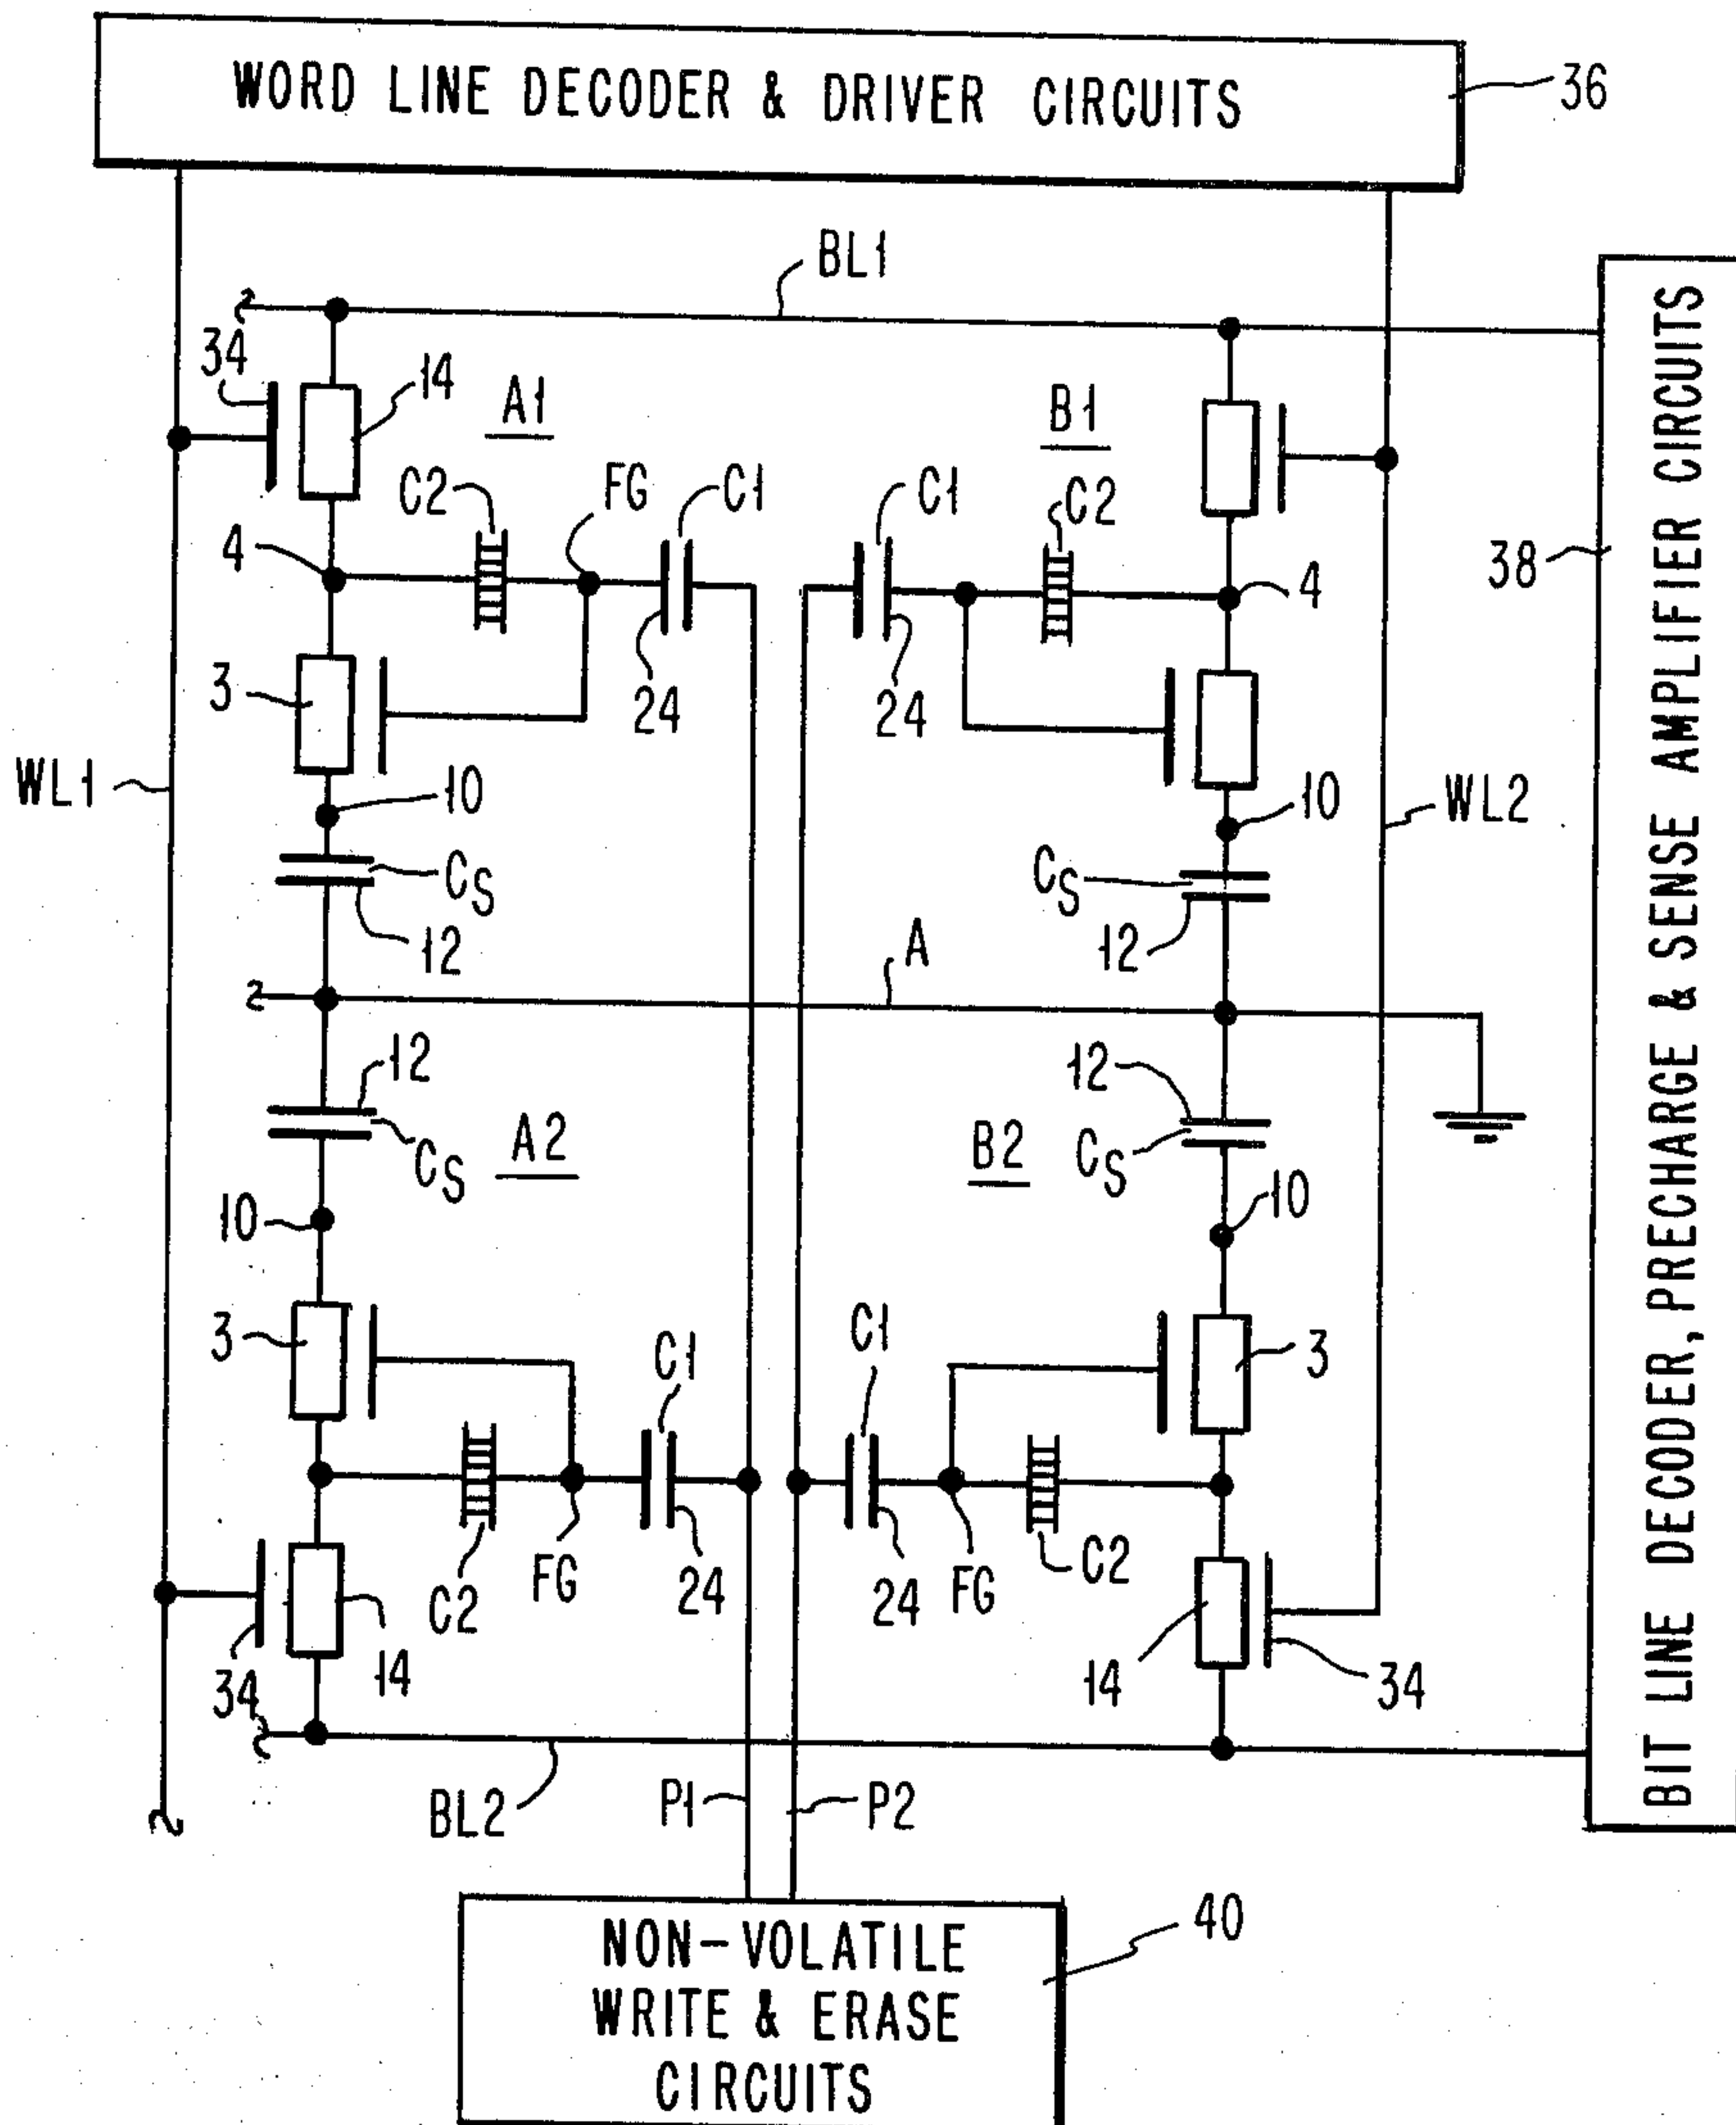 WORD LINE DECODER & DRIVER CIRCUITS
36
BL1
34
14
A1
B1
C2
FG
C1
C1
C2
38
4
4
3
24
24
WL1
10
10
WL2
CS
CS
12
12
A
12
12
CS
A2
B2
CS
10
10
3
C1
C1
3
C2
FG
24
24
FG
C2
34
14
14
34
BL2
P1
P2
BIT LINE DECODER, PRECHARGE & SENSE AMPLIFIER CIRCUITS
NON-VOLATILE
WRITE & ERASE
CIRCUITS
40